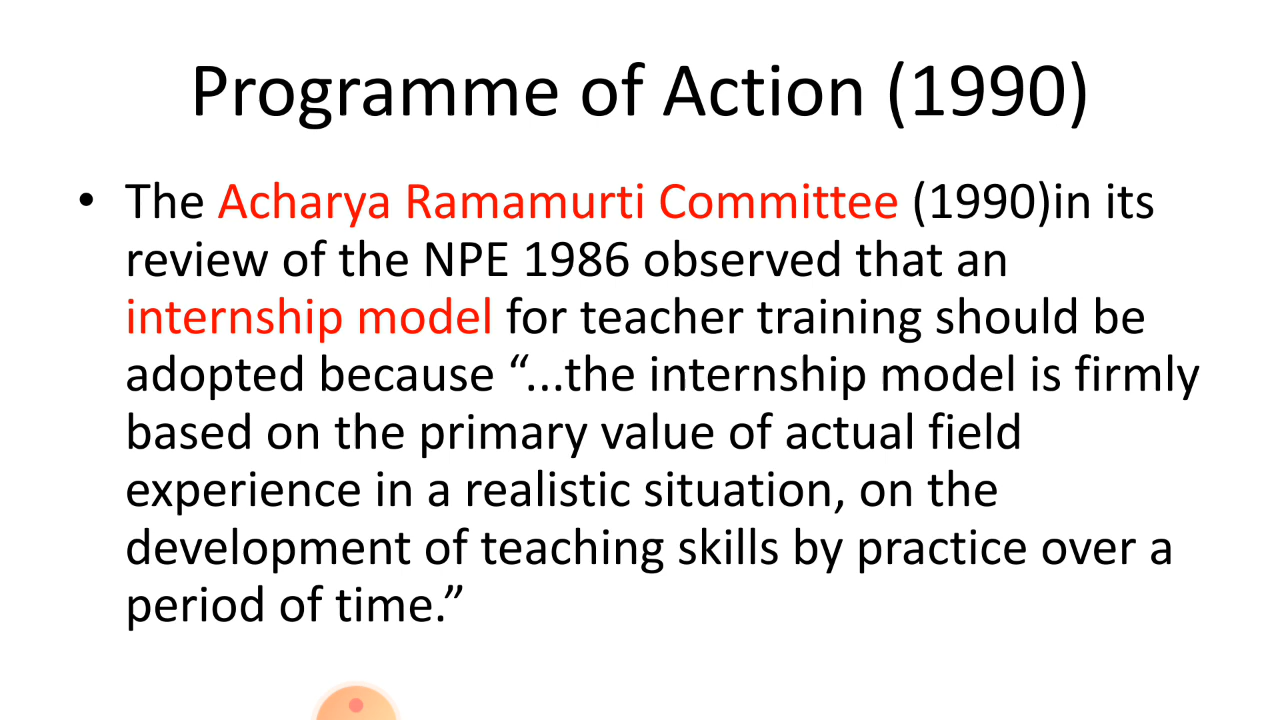 Programme of Action (1990)
• The Acharya Ramamurti Committee (1990)in its
review of the NPE 1986 observed that an
internship model for teacher training should be
adopted because “...the internship model is firmly
based on the primary value of actual field
experience in a realistic situation, on the
development of teaching skills by practice over a
period of time.”